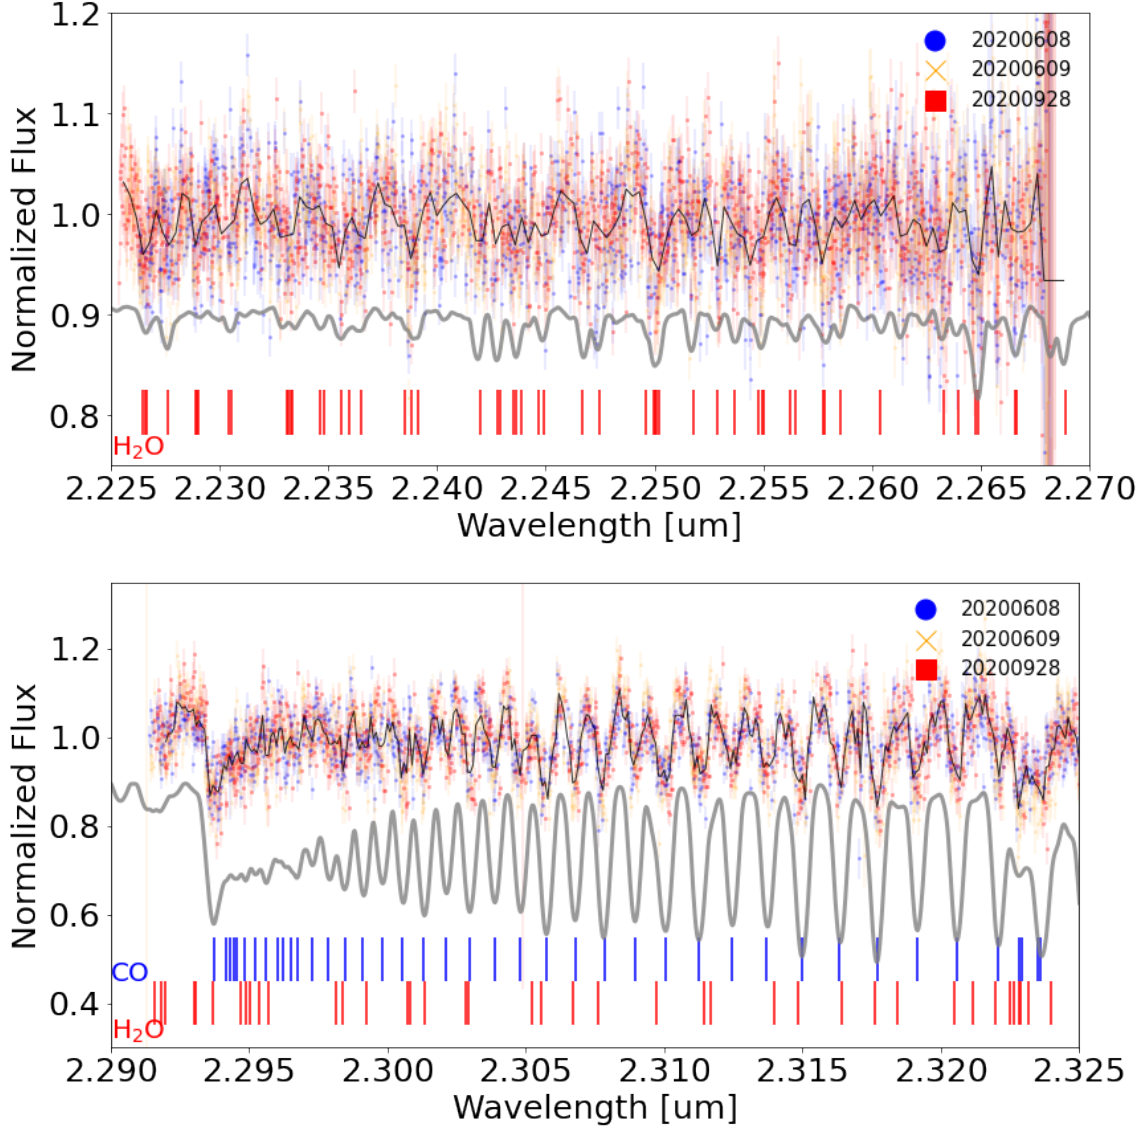 1.2
1.1
1.0
0.9
0.8
Normalized Flux
20200608
20200609
20200928
H₂O
2.225 2.230 2.235 2.240 2.245 2.250 2.255 2.260 2.265 2.270
Wavelength [um]
1.2
1.0
0.8
0.6
0.4
Normalized Flux
20200608
20200609
20200928
CO
H₂O
2.290 2.295 2.300 2.305 2.310 2.315 2.320 2.325
Wavelength [um]